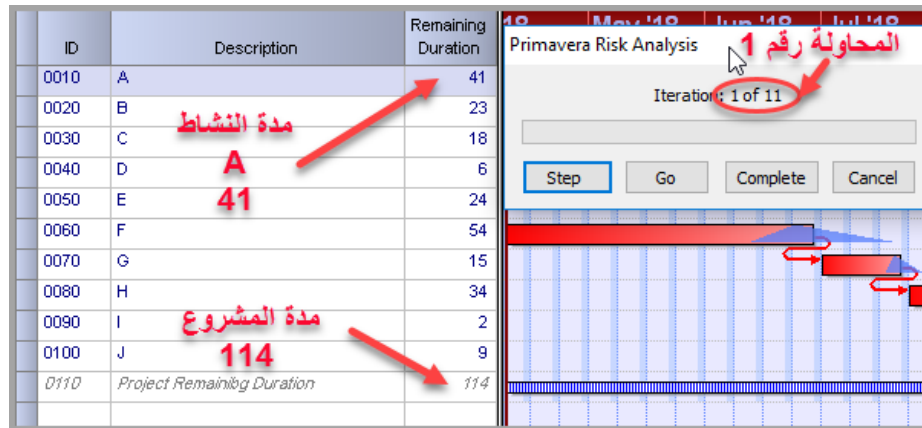 ID Description Remaining Duration
0010 A 41
0020 B 23
0030 C 18
0040 D 6
0050 E 24
0060 F 54
0070 G 15
0080 H 34
0090 I 2
0100 J 9
0110 Project Remainibg Duration 114
مدة النشاط
A
41
مدة المشروع
114
May '18 Jun '18 Jul '18
Primavera Risk Analysis
المحاولة رقم 1
Iteration: 1 of 11
Step Go Complete Cancel